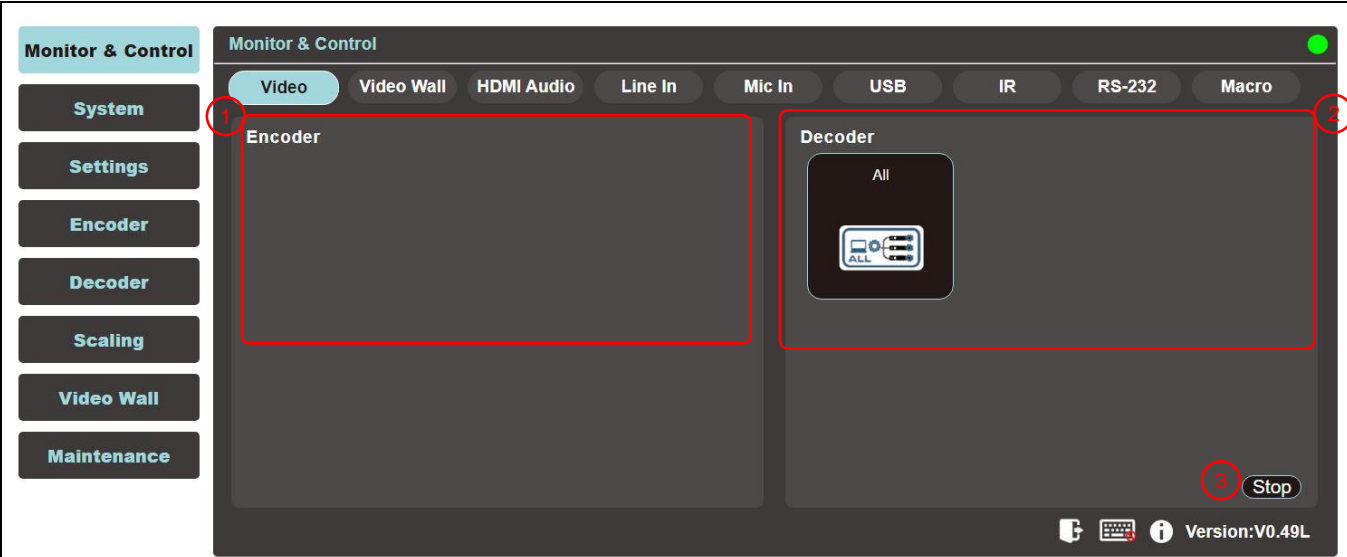 Monitor & Control
System
Settings
Encoder
Decoder
Scaling
Video Wall
Maintenance
Monitor & Control
Video Video Wall HDMI Audio Line In Mic In USB IR RS-232 Macro
1
Encoder
2
Decoder
All
ALL
3
Stop
Version:V0.49L